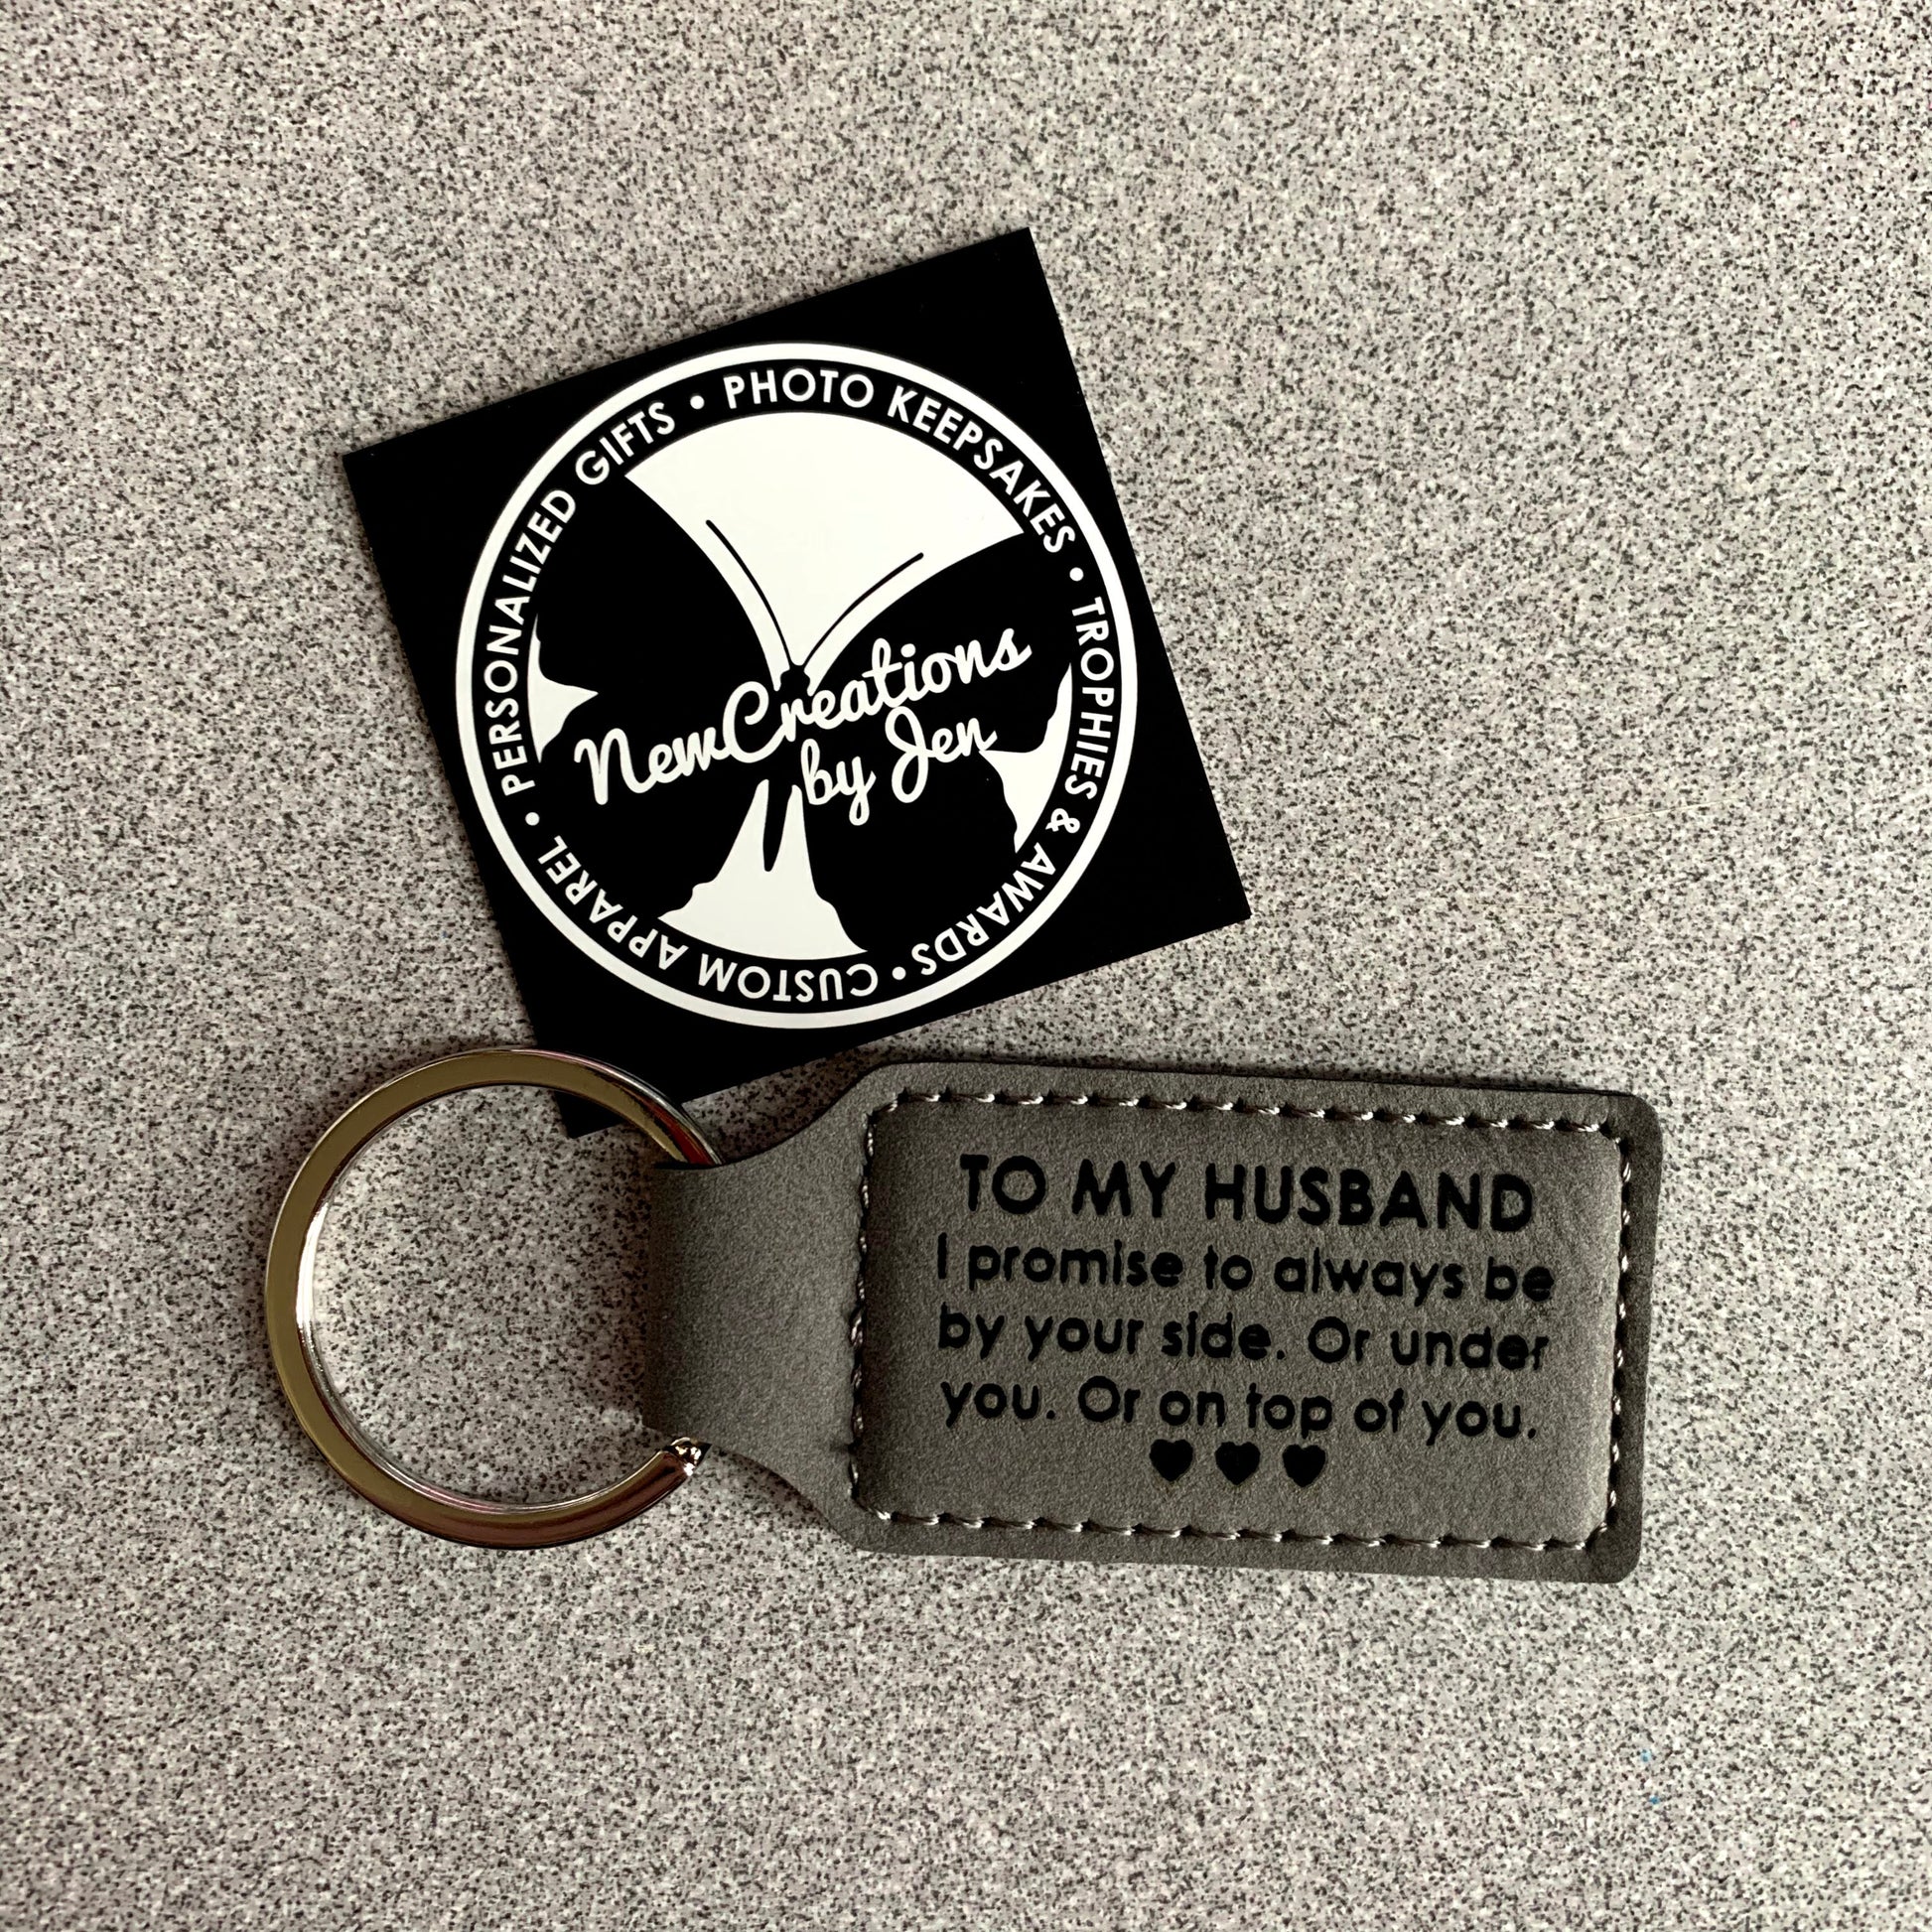 PERSONALIZED GIFTS • PHOTO KEEPSAKES • TROPHIES & AWARDS • CUSTOM APPAREL •
NewCreations
by Jen
TO MY HUSBAND
I promise to always be
by your side. Or under
you. Or on top of you.